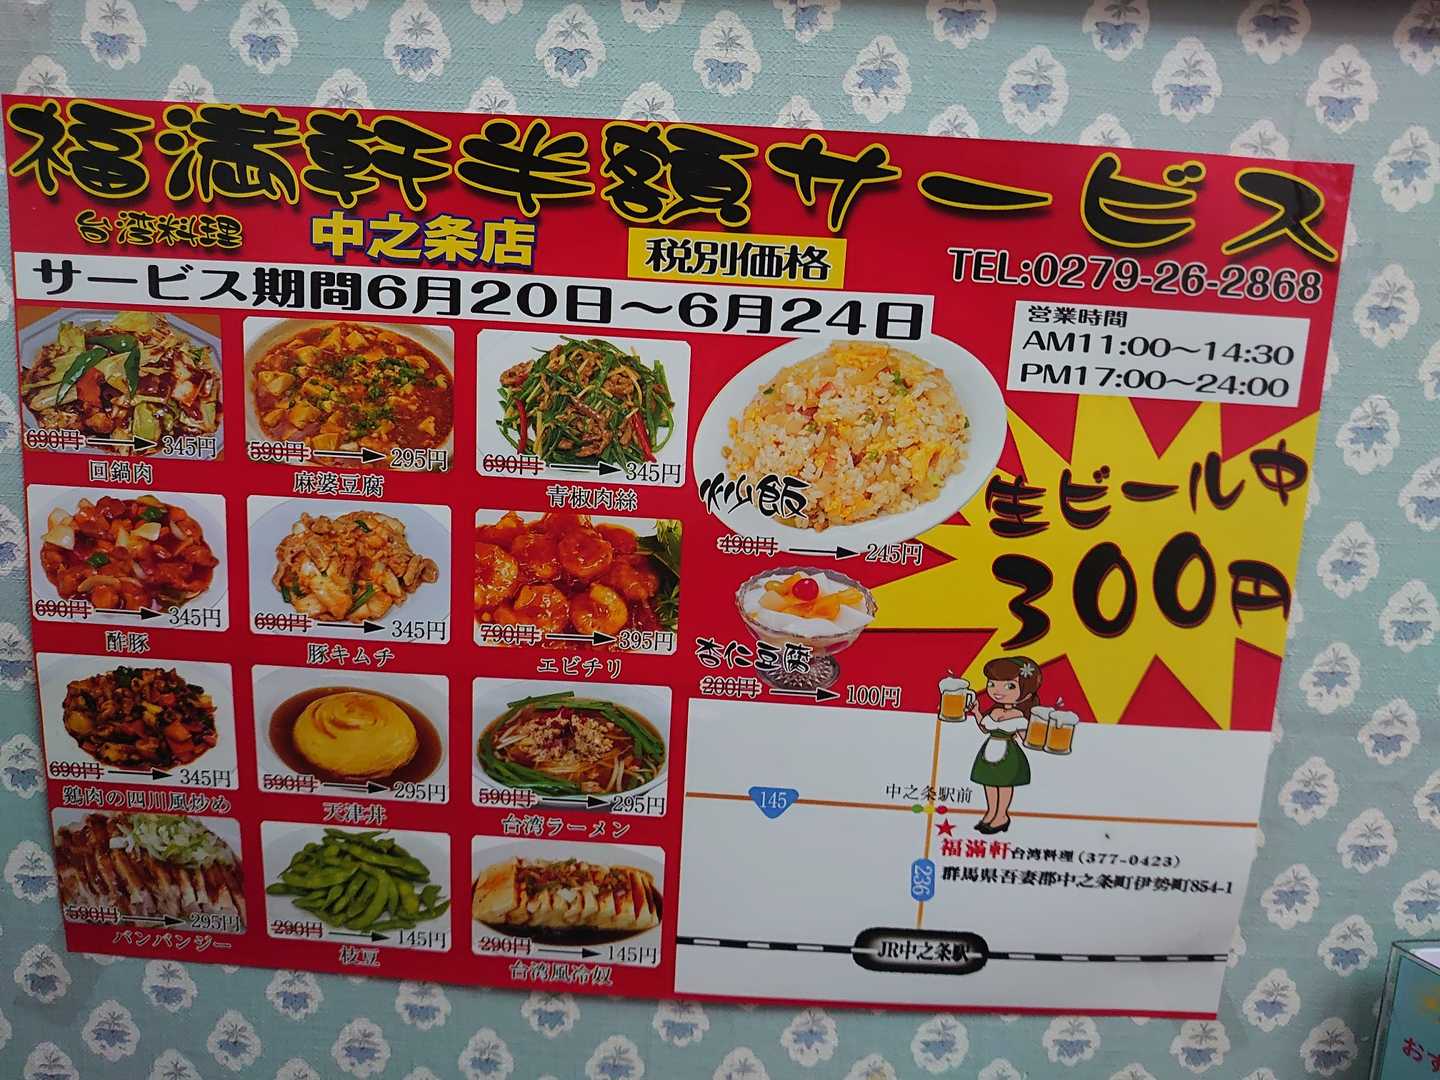 福満軒半額サービス
台湾料理
中之条店
税別価格
TEL:0279-26-2868
サービス期間6月20日～6月24日
営業時間
AM11:00～14:30
PM17:00～24:00
690円→345円
回鍋肉
590円→295円
麻婆豆腐
690円→345円
青椒肉絲
炒飯
490円→245円
生ビール中
300円
690円→345円
酢豚
690円→345円
豚キムチ
790円→395円
エビチリ
杏仁豆腐
200円→100円
690円→345円
鶏肉の四川風炒め
590円→295円
天津丼
590円→295円
台湾ラーメン
590円→295円
バンバンジー
290円→145円
枝豆
290円→145円
台湾風冷奴
145
中之条駅前
福満軒台湾料理(377-0423)
群馬県吾妻郡中之条町伊勢町854-1
236
JR中之条駅
おす